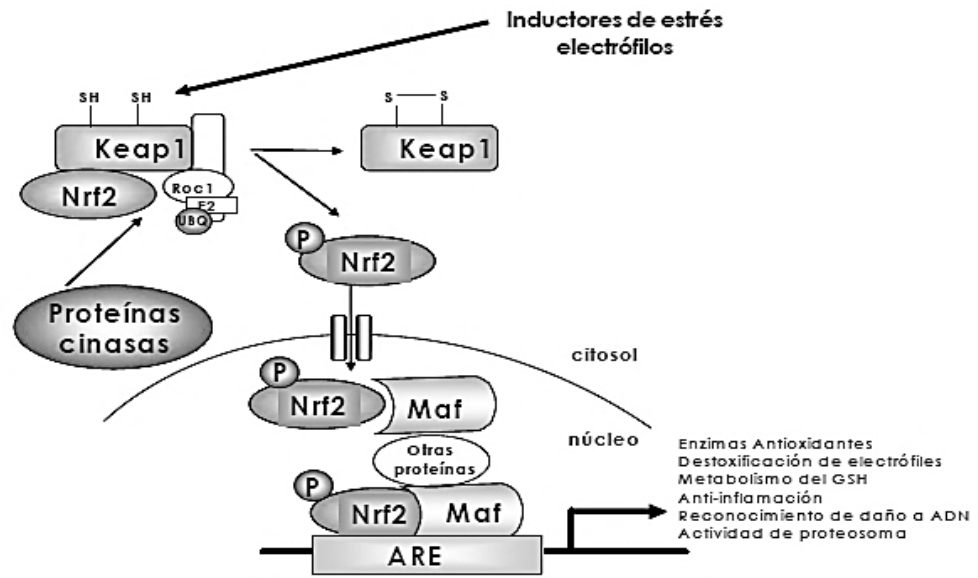 Inductores de estrés
electrófilos
SH SH
Keap1
Nrf2
Roc1
E2
UBQ
S S
Keap1
P
Nrf2
Proteínas
cinasas
citosol
núcleo
P
Nrf2
Maf
Otras
proteínas
P
Nrf2
Maf
ARE
Enzimas Antioxidantes
Destoxificación de electrófiles
Metabolismo del GSH
Anti-inflamación
Reconocimiento de daño a ADN
Actividad de proteosoma